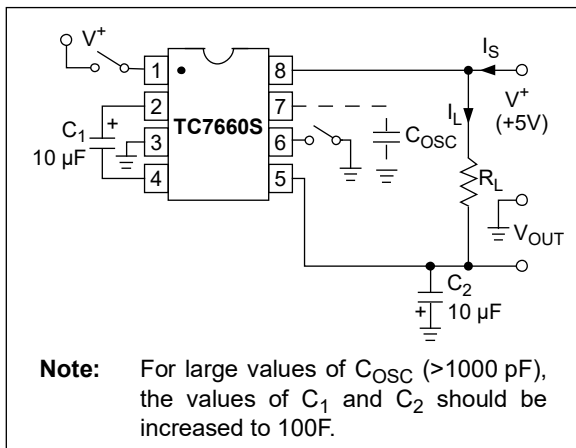 V+
IS
1
8
2
7
IL
V+
(+5V)
C1
+
10 µF
TC7660S
COSC
3
6
4
5
RL
VOUT
C2
+
10 µF
Note: For large values of COSC (>1000 pF),
the values of C1 and C2 should be
increased to 100F.